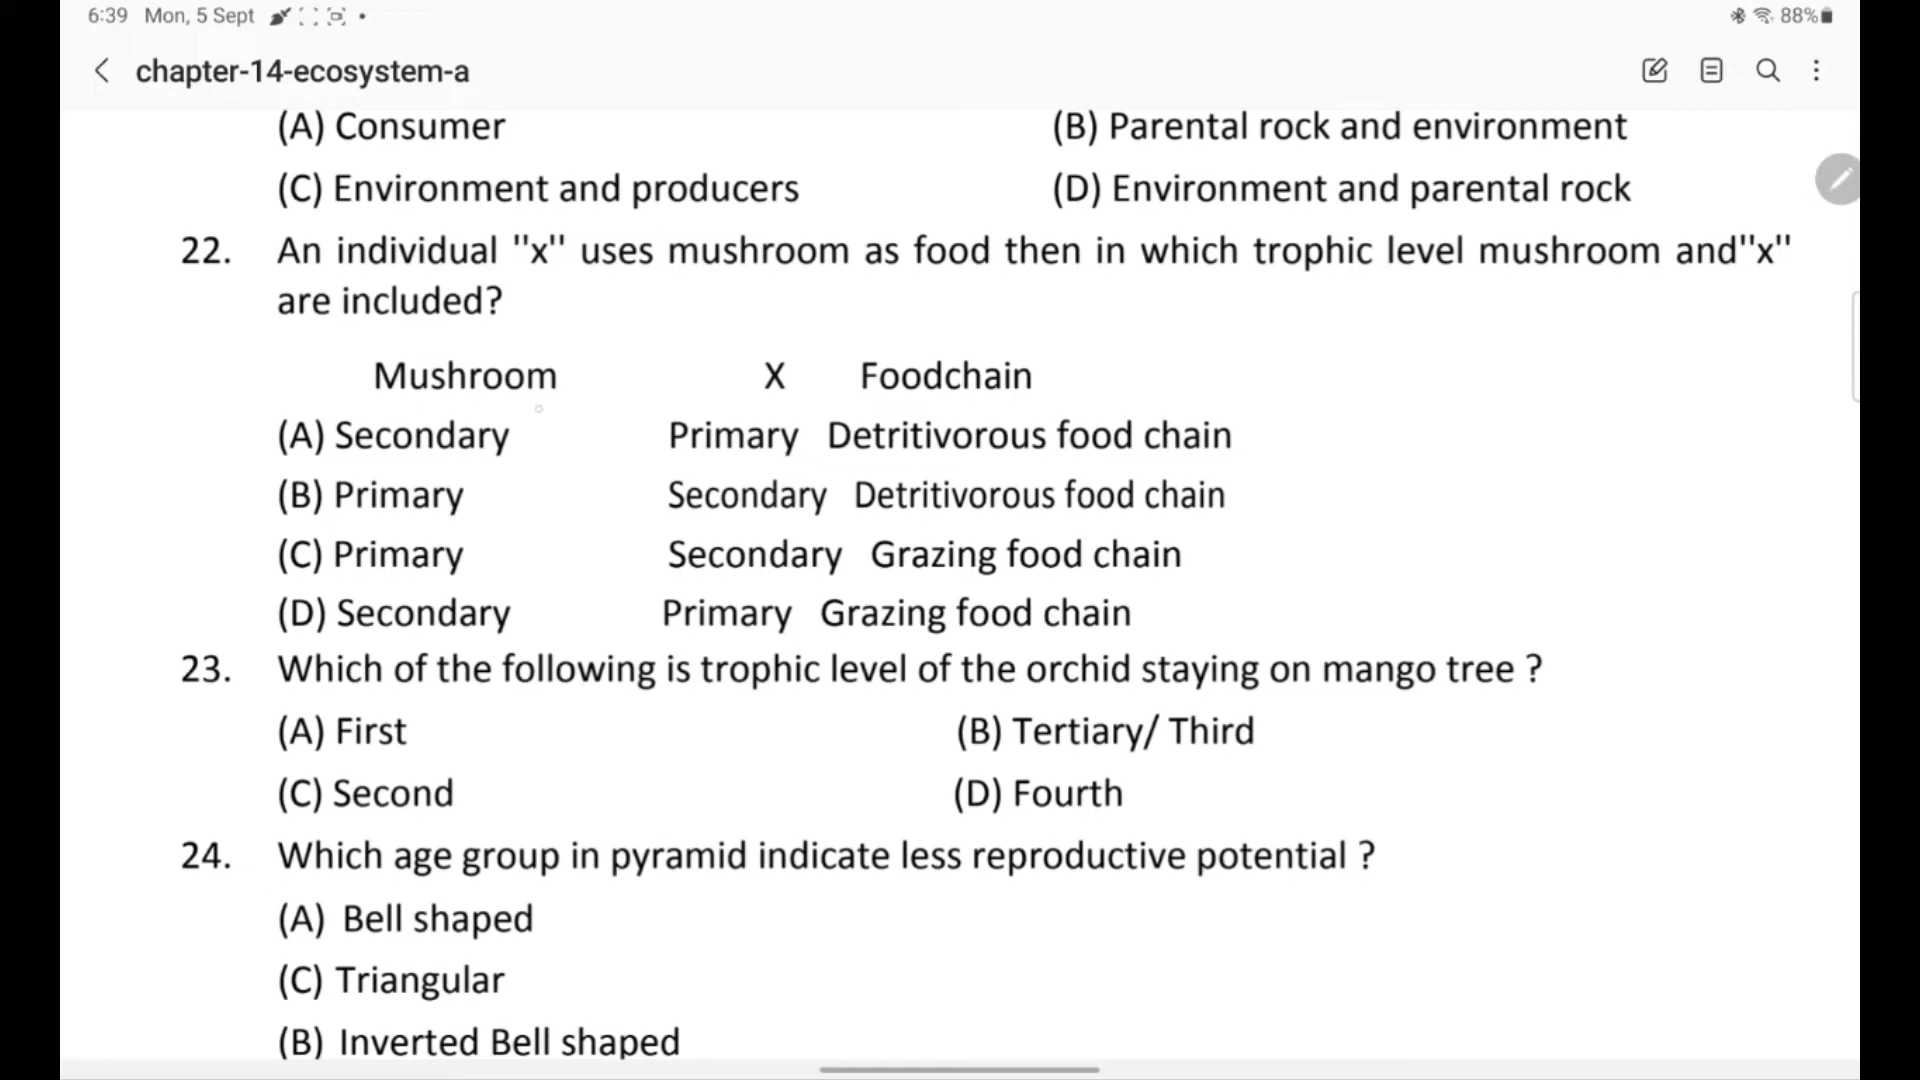 6:39 Mon, 5 Sept 88%
chapter-14-ecosystem-a
(A) Consumer (B) Parental rock and environment
(C) Environment and producers (D) Environment and parental rock
22. An individual "x" uses mushroom as food then in which trophic level mushroom and"x"
are included?
Mushroom X Foodchain
(A) Secondary Primary Detritivorous food chain
(B) Primary Secondary Detritivorous food chain
(C) Primary Secondary Grazing food chain
(D) Secondary Primary Grazing food chain
23. Which of the following is trophic level of the orchid staying on mango tree ?
(A) First (B) Tertiary/ Third
(C) Second (D) Fourth
24. Which age group in pyramid indicate less reproductive potential ?
(A) Bell shaped
(C) Triangular
(B) Inverted Bell shaped